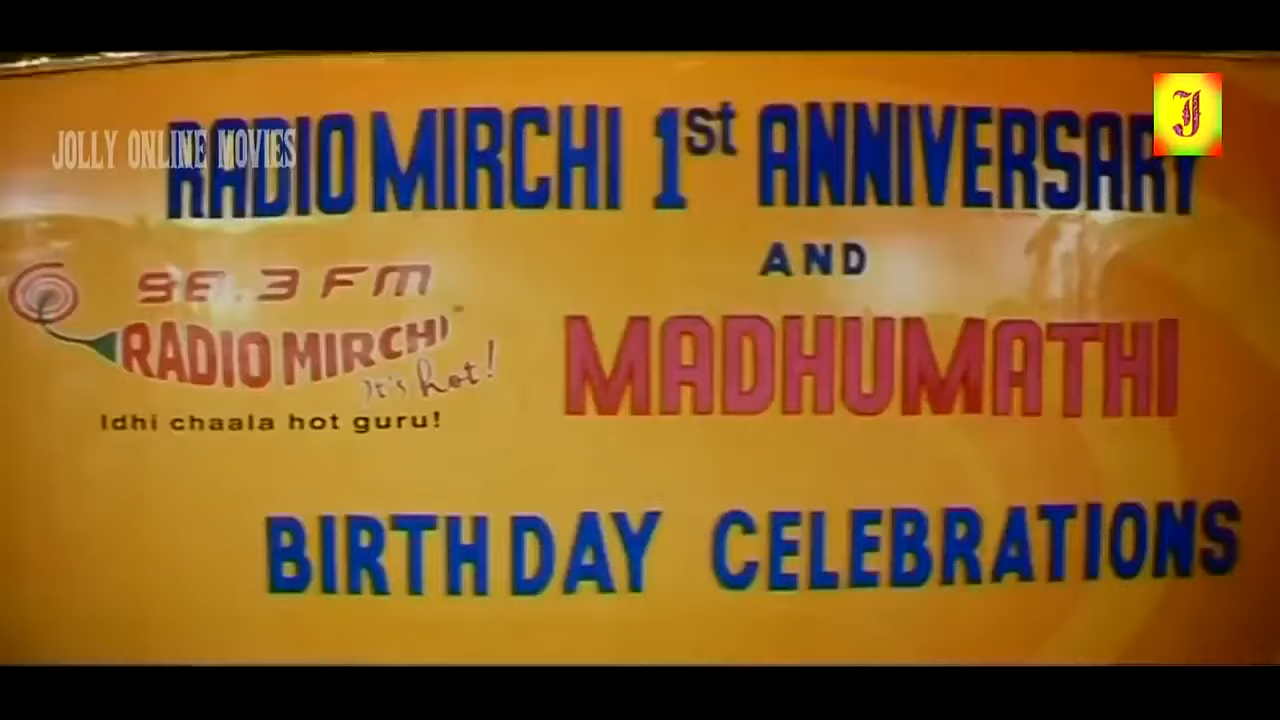 JOLLY ONLINE MOVIES
J
RADIO MIRCHI 1st ANNIVERSARY
AND
98.3 FM
RADIO MIRCHI
It's hot!
Idhi chaala hot guru!
MADHUMATHI
BIRTHDAY CELEBRATIONS